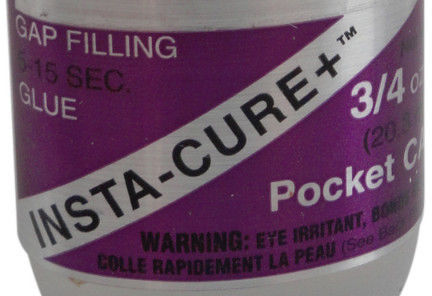 GAP FILLING
5-15 SEC.
GLUE
INSTA-CURE+™
3/4
Pocket
WARNING: EYE IRRITANT,
COLLE RAPIDEMENT LA PEAU (See